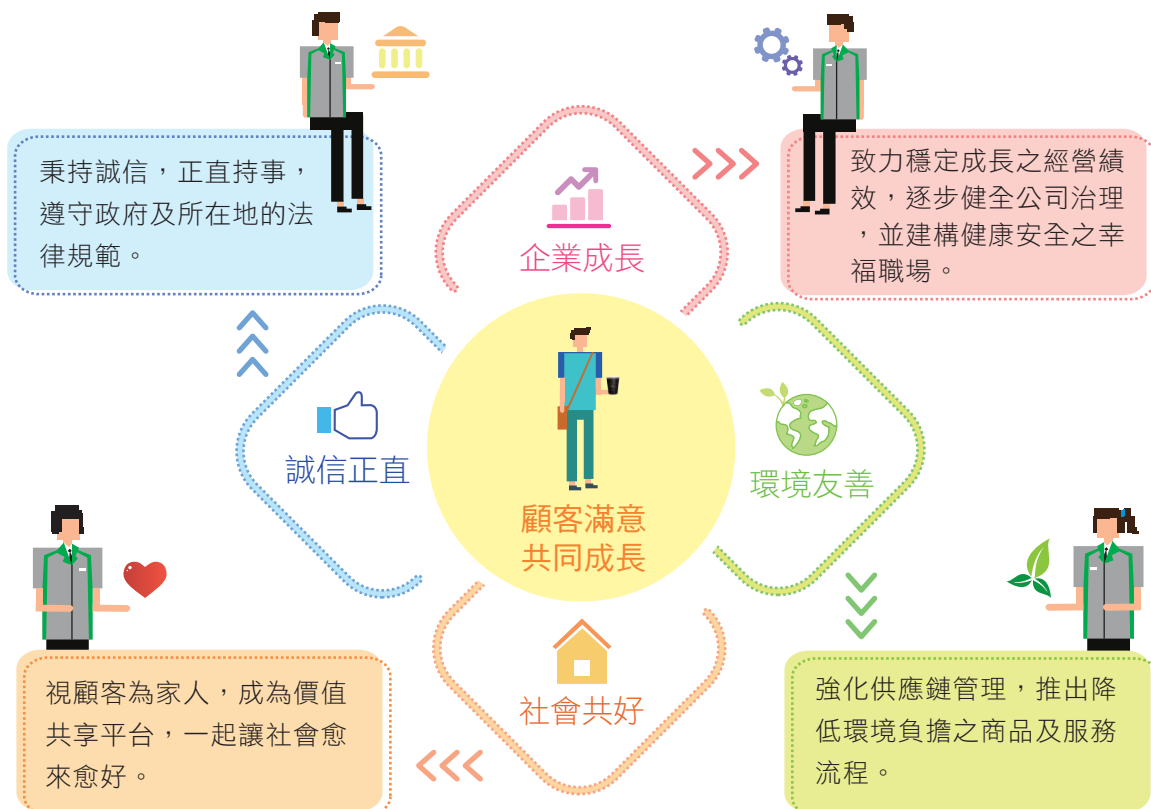 秉持誠信，正直持事，
遵守政府及所在地的法
律規範。
企業成長
致力穩定成長之經營績
效，逐步健全公司治理
，並建構健康安全之幸
福職場。
誠信正直
顧客滿意
共同成長
環境友善
視顧客為家人，成為價值
共享平台，一起讓社會愈
來愈好。
社會共好
強化供應鏈管理，推出降
低環境負擔之商品及服務
流程。